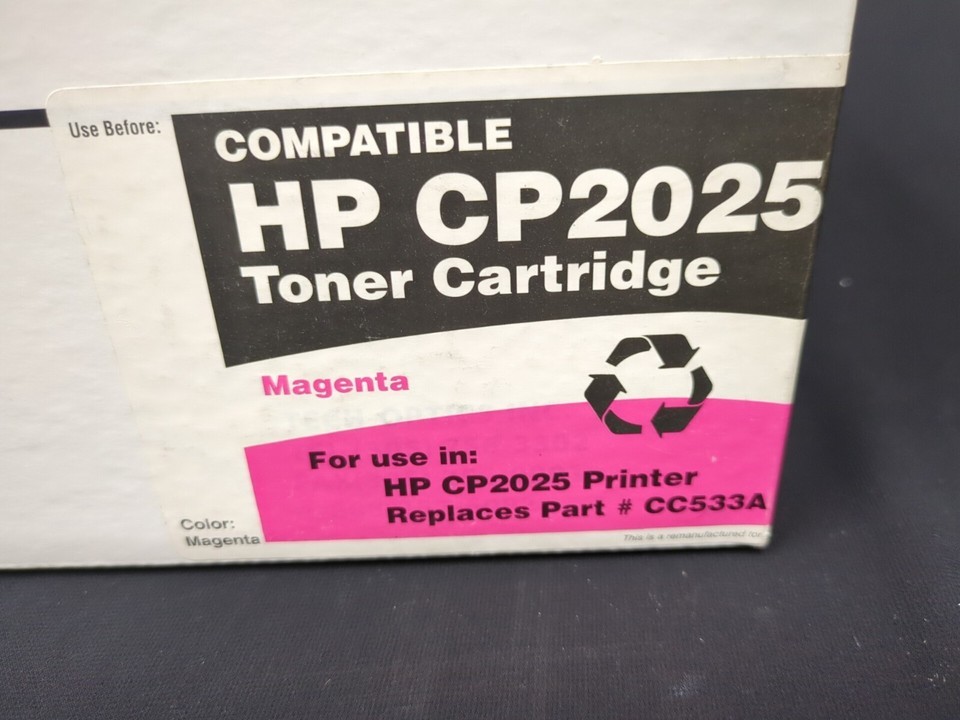 Use Before:
COMPATIBLE
HP CP2025
Toner Cartridge
Magenta
For use in:
HP CP2025 Printer
Replaces Part # CC533A
Color:
Magenta
This is a remanufactured